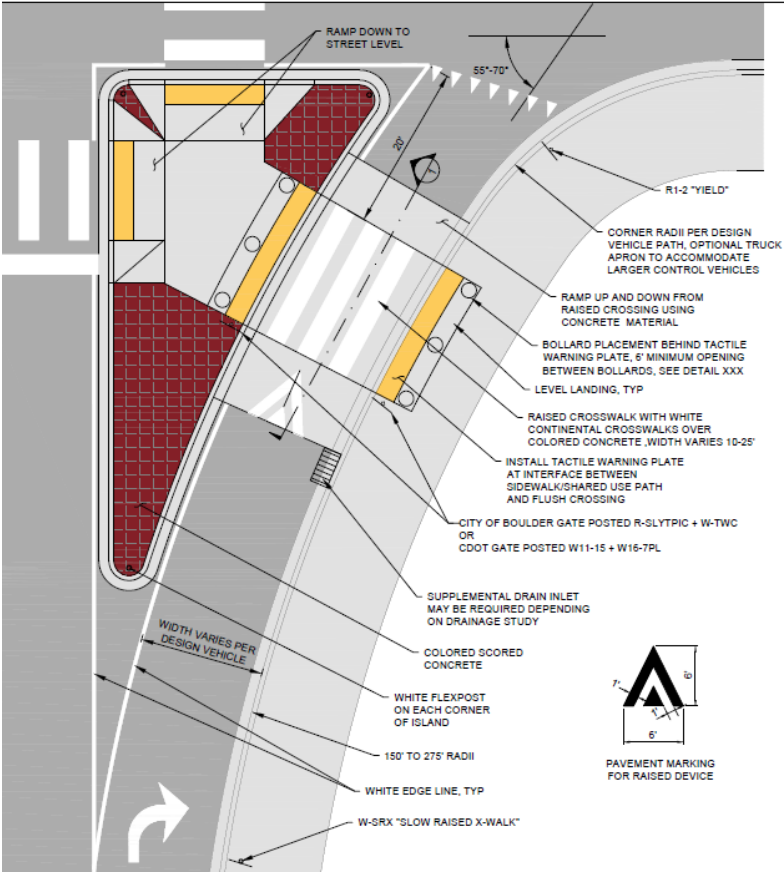 RAMP DOWN TO
STREET LEVEL
55°-70°
20'
1
R1-2 "YIELD"
CORNER RADII PER DESIGN
VEHICLE PATH, OPTIONAL TRUCK
APRON TO ACCOMMODATE
LARGER CONTROL VEHICLES
RAMP UP AND DOWN FROM
RAISED CROSSING USING
CONCRETE MATERIAL
BOLLARD PLACEMENT BEHIND TACTILE
WARNING PLATE, 6' MINIMUM OPENING
BETWEEN BOLLARDS, SEE DETAIL XXX
LEVEL LANDING, TYP
RAISED CROSSWALK WITH WHITE
CONTINENTAL CROSSWALKS OVER
COLORED CONCRETE ,WIDTH VARIES 10-25'
INSTALL TACTILE WARNING PLATE
AT INTERFACE BETWEEN
SIDEWALK/SHARED USE PATH
AND FLUSH CROSSING
CITY OF BOULDER GATE POSTED R-SLYTPIC + W-TWC
OR
CDOT GATE POSTED W11-15 + W16-7PL
SUPPLEMENTAL DRAIN INLET
MAY BE REQUIRED DEPENDING
ON DRAINAGE STUDY
WIDTH VARIES PER
DESIGN VEHICLE
COLORED SCORED
CONCRETE
WHITE FLEXPOST
ON EACH CORNER
OF ISLAND
150' TO 275' RADII
WHITE EDGE LINE, TYP
W-SRX "SLOW RAISED X-WALK"
1'
1'
6'
6'
PAVEMENT MARKING
FOR RAISED DEVICE